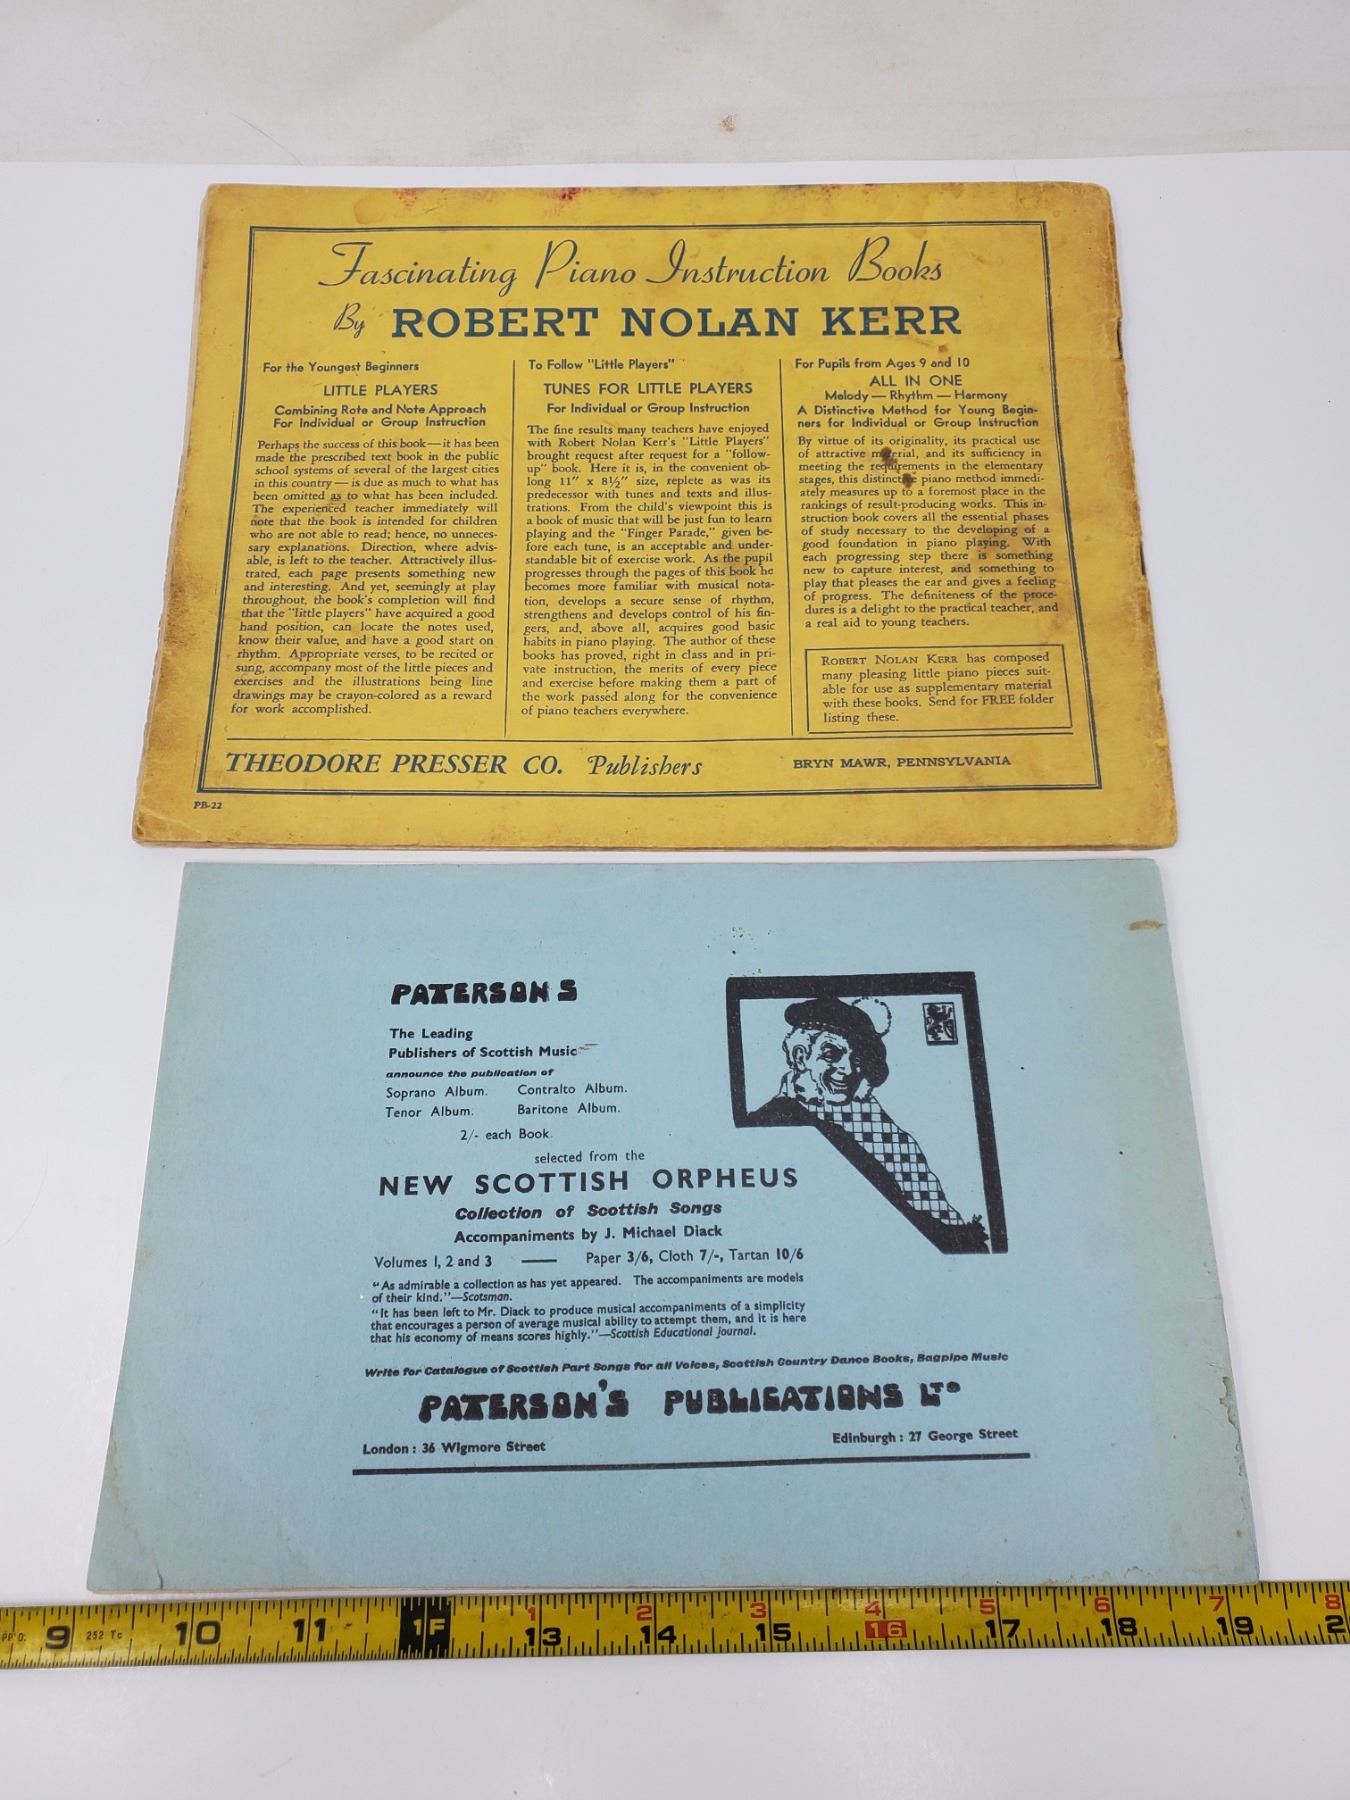 Fascinating Piano Instruction Books
By ROBERT NOLAN KERR
For the Youngest Beginners
LITTLE PLAYERS
Combining Rote and Note Approach
For Individual or Group Instruction
Perhaps the success of this book—it has been
made the prescribed text book in the public
school systems of several of the largest cities
in this country—is due as much to what has
been omitted as to what has been included.
The experienced teacher immediately will
note that the book is intended for children
who are not able to read; hence, no unneces-
sary explanations. Direction, where advis-
able, is left to the teacher. Attractively illus-
trated, each page presents something new
and interesting. And yet, seemingly at play
throughout, the book's completion will find
that the "little players" have acquired a good
hand position, can locate the notes used,
know their value, and have a good start on
rhythm. Appropriate verses, to be recited or
sung, accompany most of the little pieces and
exercises and the illustrations being line
drawings may be crayon-colored as a reward
for work accomplished.
To Follow "Little Players"
TUNES FOR LITTLE PLAYERS
For Individual or Group Instruction
The fine results many teachers have enjoyed
with Robert Nolan Kerr's "Little Players"
brought request after request for a "follow-
up" book. Here it is, in the convenient ob-
long 11" x 8½" size, replete as was its
predecessor with tunes and texts and illus-
trations. From the child's viewpoint this is
a book of music that will be just fun to learn
playing and the "Finger Parade," given be-
fore each tune, is an acceptable and under-
standable bit of exercise work. As the pupil
progresses through the pages of this book he
becomes more familiar with musical nota-
tion, develops a secure sense of rhythm,
strengthens and develops control of his fin-
gers, and, above all, acquires good basic
habits in piano playing. The author of these
books has proved, right in class and in pri-
vate instruction, the merits of every piece
and exercise before making them a part of
the work passed along for the convenience
of piano teachers everywhere.
For Pupils from Ages 9 and 10
ALL IN ONE
Melody — Rhythm — Harmony
A Distinctive Method for Young Begin-
ners for Individual or Group Instruction
By virtue of its originality, its practical use
of attractive material, and its sufficiency in
meeting the requirements in the elementary
stages, this distinctive piano method immedi-
ately measures up to a foremost place in the
rankings of result-producing works. This in-
struction book covers all the essential phases
of study necessary to the developing of a
good foundation in piano playing. With
each progressing step there is something
new to capture interest, and something to
play that pleases the ear and gives a feeling
of progress. The definiteness of the proce-
dures is a delight to the practical teacher, and
a real aid to young teachers.
ROBERT NOLAN KERR has composed
many pleasing little piano pieces suit-
able for use as supplementary material
with these books. Send for FREE folder
listing these.
THEODORE PRESSER CO. Publishers BRYN MAWR, PENNSYLVANIA
PB-22
PATERSON'S
The Leading
Publishers of Scottish Music
announce the publication of
Soprano Album. Contralto Album.
Tenor Album. Baritone Album.
2/- each Book.
selected from the
NEW SCOTTISH ORPHEUS
Collection of Scottish Songs
Accompaniments by J. Michael Diack
Volumes 1, 2 and 3 — Paper 3/6, Cloth 7/-, Tartan 10/6
"As admirable a collection as has yet appeared. The accompaniments are models
of their kind."—Scotsman.
"It has been left to Mr. Diack to produce musical accompaniments of a simplicity
that encourages a person of average musical ability to attempt them, and it is here
that his economy of means scores highly."—Scottish Educational Journal.
Write for Catalogue of Scottish Part Songs for all Voices, Scottish Country Dance Books, Bagpipe Music
PATERSON'S PUBLICATIONS LTD
London : 36 Wigmore Street Edinburgh : 27 George Street
1 2 3 4 5 6 7 8
PP'D. 9 252 Tc 10 11 1F 13 14 15 16 17 18 19 2